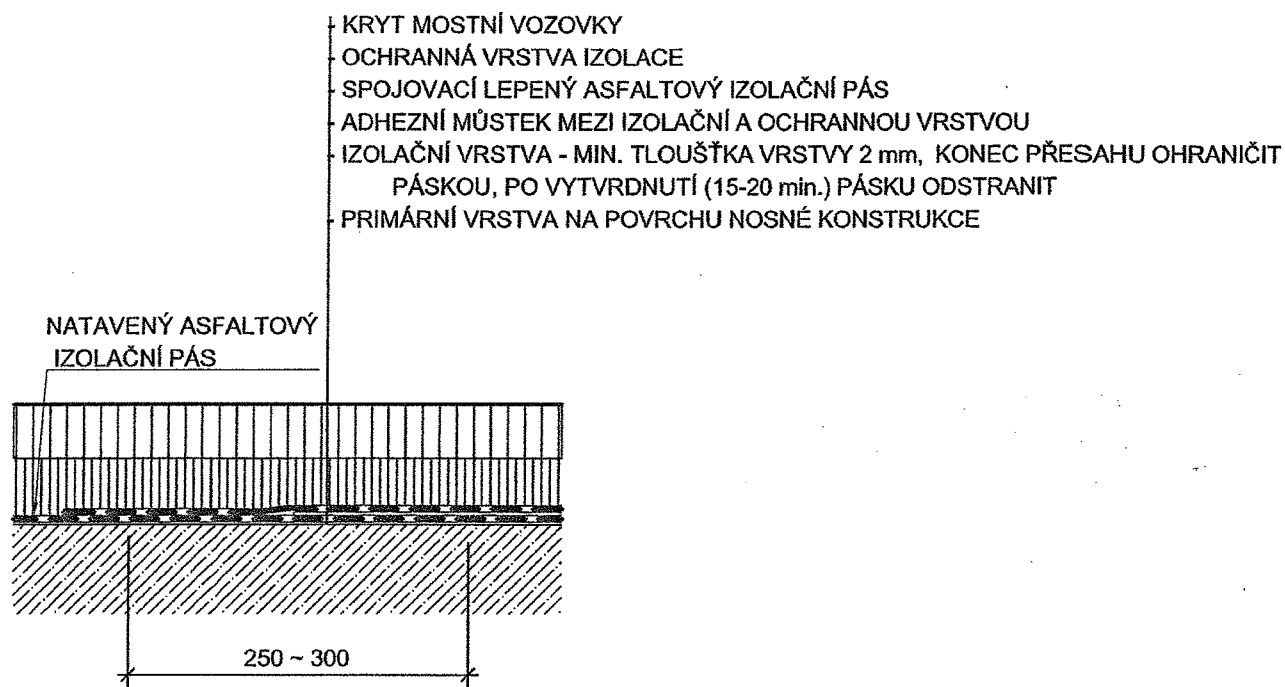 KRYT MOSTNÍ VOZOVKY
OCHRANNÁ VRSTVA IZOLACE
SPOJOVACÍ LEPENÝ ASFALTOVÝ IZOLAČNÍ PÁS
ADHEZNÍ MŮSTEK MEZI IZOLAČNÍ A OCHRANNOU VRSTVOU
IZOLAČNÍ VRSTVA - MIN. TLOUŠŤKA VRSTVY 2 mm, KONEC PŘESAHU OHRANIČIT
PÁSKOU, PO VYTVRDNUTÍ (15-20 min.) PÁSKU ODSTRANIT
PRIMÁRNÍ VRSTVA NA POVRCHU NOSNÉ KONSTRUKCE
NATAVENÝ ASFALTOVÝ
IZOLAČNÍ PÁS
250 ~ 300